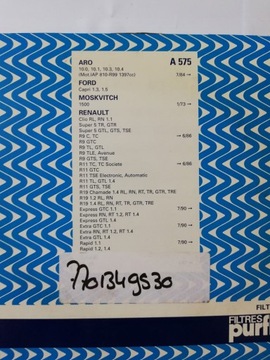 ARO A 575
10.0, 10.1, 10.3, 10.4
(Mot IAP 810-R99 1397cc) 7/84 →
FORD
Capri 1.3, 1.5
MOSKVITCH
1500 1/73 →
RENAULT
Clio RL, RN 1.1
Super 5 TR, GTR
Super 5 GTL, GTS, TSE
R9 C, TC → 6/86
R9 GTC
R9 TL, GTL
R9 TLE, Avenue
R9 GTS, TSE
R11 TC, TC Societe → 6/86
R11 GTC
R11 TSE Electronic, Automatic
R11 TL, GTL 1.4
R11 GTS, TSE
R19 Chamade 1.4 RL, RN, RT, TR, GTR, TRE
R19 1.2 RL, RN
R19 1.4 RL, RN, RT, TR, GTR, TRE
Express GTC 1.1 7/90 →
Express RN, RT 1.2, RT 1.4
Express GTL 1.4
Extra GTC 1.1 7/90 →
Extra RN, RT 1.2, RT 1.4
Extra GTL 1.4
Rapid 1.1 7/90 →
Rapid 1.2, 1.4
7701349530
FILT
FILTRES
purf